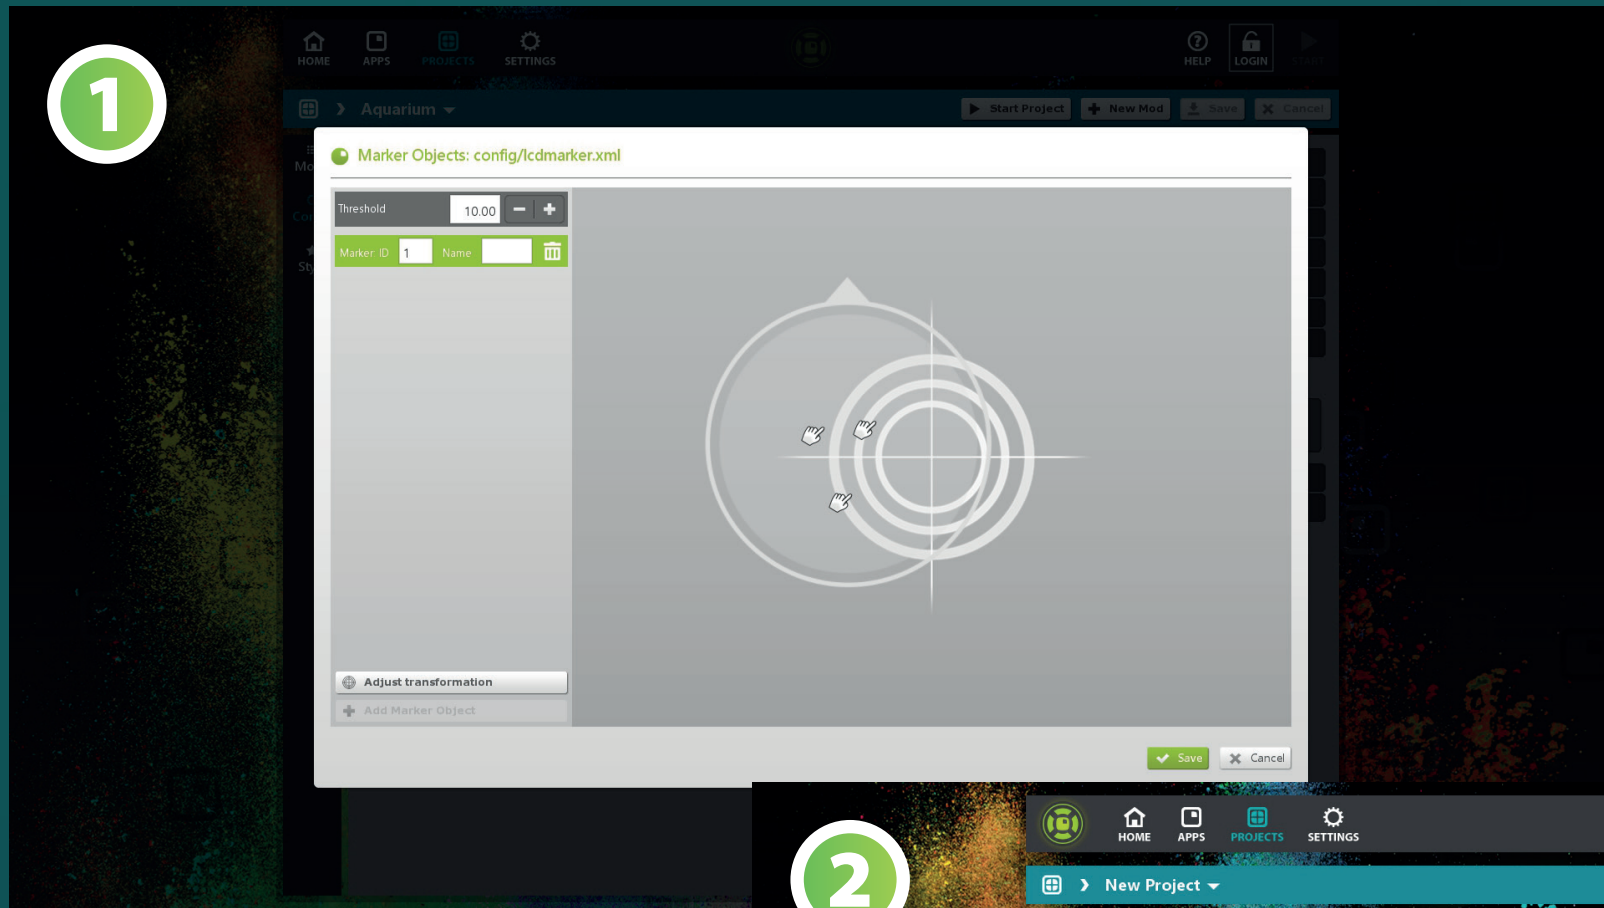 1
HOME
APPS
PROJECTS
SETTINGS
HELP
LOGIN
START
Aquarium
Start Project
New Mod
Save
Cancel
Marker Objects: config/lcdmarker.xml
Threshold
10.00
Marker ID 1 Name
Adjust transformation
Add Marker Object
Save
Cancel
2
HOME
APPS
PROJECTS
SETTINGS
New Project